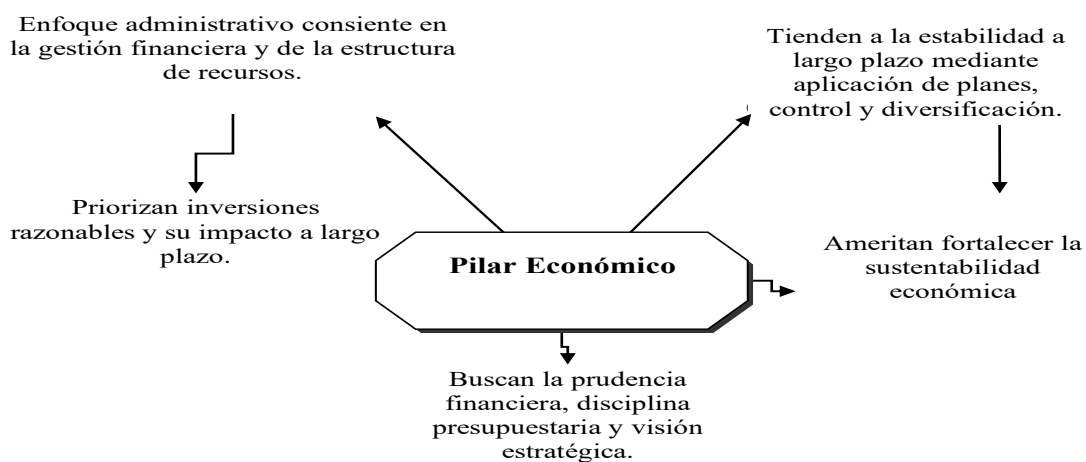 Enfoque administrativo consiente en
la gestión financiera y de la estructura
de recursos.
Tienden a la estabilidad a
largo plazo mediante
aplicación de planes,
control y diversificación.
Priorizan inversiones
razonables y su impacto a largo
plazo.
Pilar Económico
Ameritan fortalecer la
sustentabilidad
económica
Buscan la prudencia
financiera, disciplina
presupuestaria y visión
estratégica.